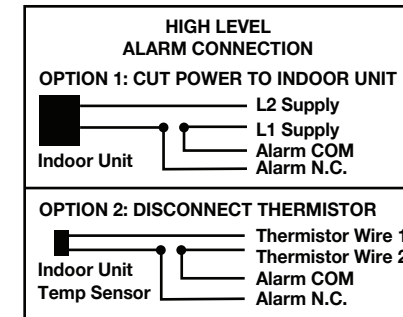 HIGH LEVEL
ALARM CONNECTION
OPTION 1: CUT POWER TO INDOOR UNIT
L2 Supply
L1 Supply
Alarm COM
Alarm N.C.
Indoor Unit
OPTION 2: DISCONNECT THERMISTOR
Thermistor Wire 1
Thermistor Wire 2
Alarm COM
Alarm N.C.
Indoor Unit
Temp Sensor